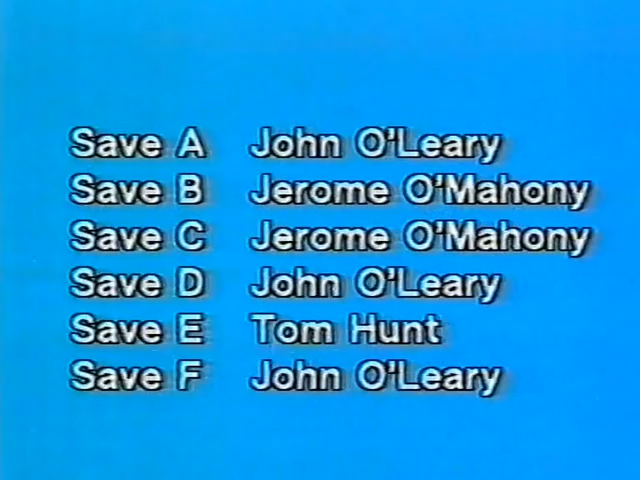 Save A John O'Leary
Save B Jerome O'Mahony
Save C Jerome O'Mahony
Save D John O'Leary
Save E Tom Hunt
Save F John O'Leary